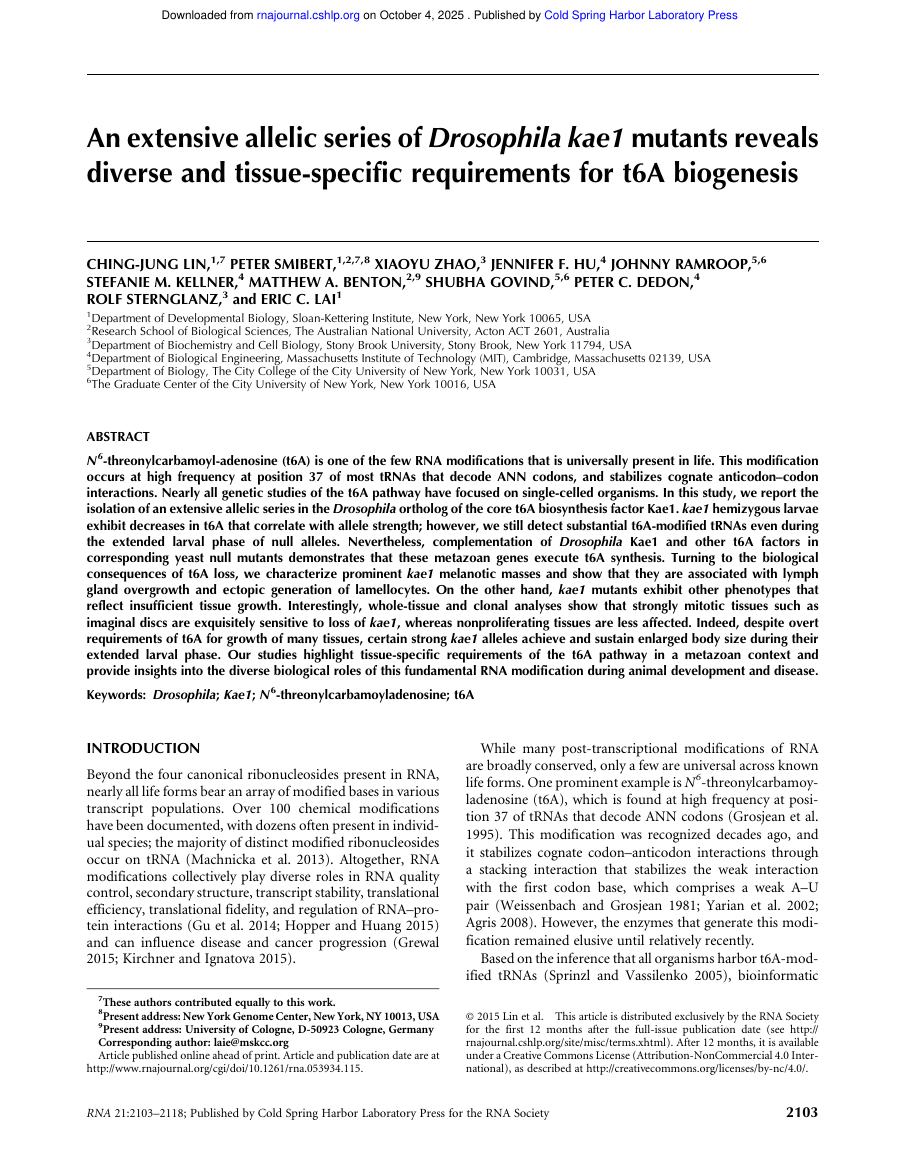 Downloaded from rnajournal.cshlp.org on October 4, 2025 . Published by Cold Spring Harbor Laboratory Press
An extensive allelic series of Drosophila kae1 mutants reveals
diverse and tissue-specific requirements for t6A biogenesis
CHING-JUNG LIN,1,7 PETER SMIBERT,1,2,7,8 XIAOYU ZHAO,3 JENNIFER F. HU,4 JOHNNY RAMROOP,5,6
STEFANIE M. KELLNER,4 MATTHEW A. BENTON,2,9 SHUBHA GOVIND,5,6 PETER C. DEDON,4
ROLF STERNGLANZ,3 and ERIC C. LAI1
1Department of Developmental Biology, Sloan-Kettering Institute, New York, New York 10065, USA
2Research School of Biological Sciences, The Australian National University, Acton ACT 2601, Australia
3Department of Biochemistry and Cell Biology, Stony Brook University, Stony Brook, New York 11794, USA
4Department of Biological Engineering, Massachusetts Institute of Technology (MIT), Cambridge, Massachusetts 02139, USA
5Department of Biology, The City College of the City University of New York, New York 10031, USA
6The Graduate Center of the City University of New York, New York 10016, USA
ABSTRACT
N6-threonylcarbamoyl-adenosine (t6A) is one of the few RNA modifications that is universally present in life. This modification
occurs at high frequency at position 37 of most tRNAs that decode ANN codons, and stabilizes cognate anticodon–codon
interactions. Nearly all genetic studies of the t6A pathway have focused on single-celled organisms. In this study, we report the
isolation of an extensive allelic series in the Drosophila ortholog of the core t6A biosynthesis factor Kae1. kae1 hemizygous larvae
exhibit decreases in t6A that correlate with allele strength; however, we still detect substantial t6A-modified tRNAs even during
the extended larval phase of null alleles. Nevertheless, complementation of Drosophila Kae1 and other t6A factors in
corresponding yeast null mutants demonstrates that these metazoan genes execute t6A synthesis. Turning to the biological
consequences of t6A loss, we characterize prominent kae1 melanotic masses and show that they are associated with lymph
gland overgrowth and ectopic generation of lamellocytes. On the other hand, kae1 mutants exhibit other phenotypes that
reflect insufficient tissue growth. Interestingly, whole-tissue and clonal analyses show that strongly mitotic tissues such as
imaginal discs are exquisitely sensitive to loss of kae1, whereas nonproliferating tissues are less affected. Indeed, despite overt
requirements of t6A for growth of many tissues, certain strong kae1 alleles achieve and sustain enlarged body size during their
extended larval phase. Our studies highlight tissue-specific requirements of the t6A pathway in a metazoan context and
provide insights into the diverse biological roles of this fundamental RNA modification during animal development and disease.
Keywords: Drosophila; Kae1; N6-threonylcarbamoyladenosine; t6A
INTRODUCTION
Beyond the four canonical ribonucleosides present in RNA,
nearly all life forms bear an array of modified bases in various
transcript populations. Over 100 chemical modifications
have been documented, with dozens often present in individ-
ual species; the majority of distinct modified ribonucleosides
occur on tRNA (Machnicka et al. 2013). Altogether, RNA
modifications collectively play diverse roles in RNA quality
control, secondary structure, transcript stability, translational
efficiency, translational fidelity, and regulation of RNA–pro-
tein interactions (Gu et al. 2014; Hopper and Huang 2015)
and can influence disease and cancer progression (Grewal
2015; Kirchner and Ignatova 2015).
7These authors contributed equally to this work.
8Present address: New York Genome Center, New York, NY 10013, USA
9Present address: University of Cologne, D-50923 Cologne, Germany
Corresponding author: laie@mskcc.org
Article published online ahead of print. Article and publication date are at
http://www.rnajournal.org/cgi/doi/10.1261/rna.053934.115.
While many post-transcriptional modifications of RNA
are broadly conserved, only a few are universal across known
life forms. One prominent example is N6-threonylcarbamoy-
ladenosine (t6A), which is found at high frequency at posi-
tion 37 of tRNAs that decode ANN codons (Grosjean et al.
1995). This modification was recognized decades ago, and
it stabilizes cognate codon–anticodon interactions through
a stacking interaction that stabilizes the weak interaction
with the first codon base, which comprises a weak A–U
pair (Weissenbach and Grosjean 1981; Yarian et al. 2002;
Agris 2008). However, the enzymes that generate this modi-
fication remained elusive until relatively recently.
Based on the inference that all organisms harbor t6A-mod-
ified tRNAs (Sprinzl and Vassilenko 2005), bioinformatic
© 2015 Lin et al. This article is distributed exclusively by the RNA Society
for the first 12 months after the full-issue publication date (see http://
rnajournal.cshlp.org/site/misc/terms.xhtml). After 12 months, it is available
under a Creative Commons License (Attribution-NonCommercial 4.0 Inter-
national), as described at http://creativecommons.org/licenses/by-nc/4.0/.
RNA 21:2103–2118; Published by Cold Spring Harbor Laboratory Press for the RNA Society
2103